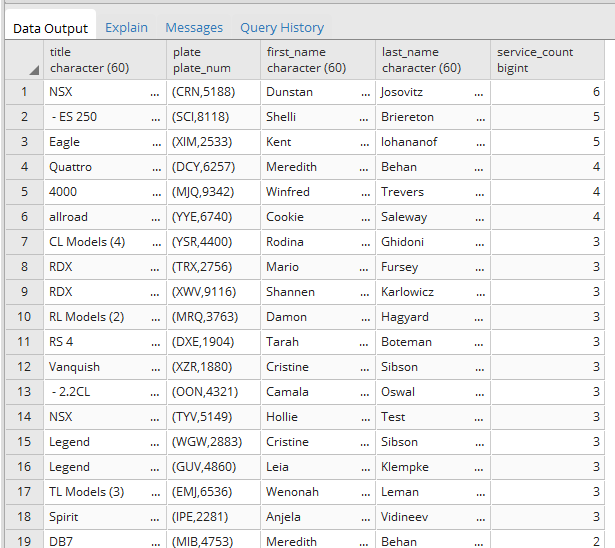 Data Output Explain Messages Query History
title plate first_name last_name service_count
character (60) plate_num character (60) character (60) bigint
1 NSX ... (CRN,5188) Dunstan ... Josovitz ... 6
2 - ES 250 ... (SCI,8118) Shelli ... Briereton ... 5
3 Eagle ... (XIM,2533) Kent ... Iohananof ... 5
4 Quattro ... (DCY,6257) Meredith ... Behan ... 4
5 4000 ... (MJQ,9342) Winfred ... Trevers ... 4
6 allroad ... (YYE,6740) Cookie ... Saleway ... 4
7 CL Models (4) ... (YSR,4400) Rodina ... Ghidoni ... 3
8 RDX ... (TRX,2756) Mario ... Fursey ... 3
9 RDX ... (XWV,9116) Shannen ... Karlowicz ... 3
10 RL Models (2) ... (MRQ,3763) Damon ... Hagyard ... 3
11 RS 4 ... (DXE,1904) Tarah ... Boteman ... 3
12 Vanquish ... (XZR,1880) Cristine ... Sibson ... 3
13 - 2.2CL ... (OON,4321) Camala ... Oswal ... 3
14 NSX ... (TYV,5149) Hollie ... Test ... 3
15 Legend ... (WGW,2883) Cristine ... Sibson ... 3
16 Legend ... (GUV,4860) Leia ... Klempke ... 3
17 TL Models (3) ... (EMJ,6536) Wenonah ... Leman ... 3
18 Spirit ... (IPE,2281) Anjela ... Vidineev ... 3
19 DB7 ... (MIB,4753) Meredith ... Behan ... 2